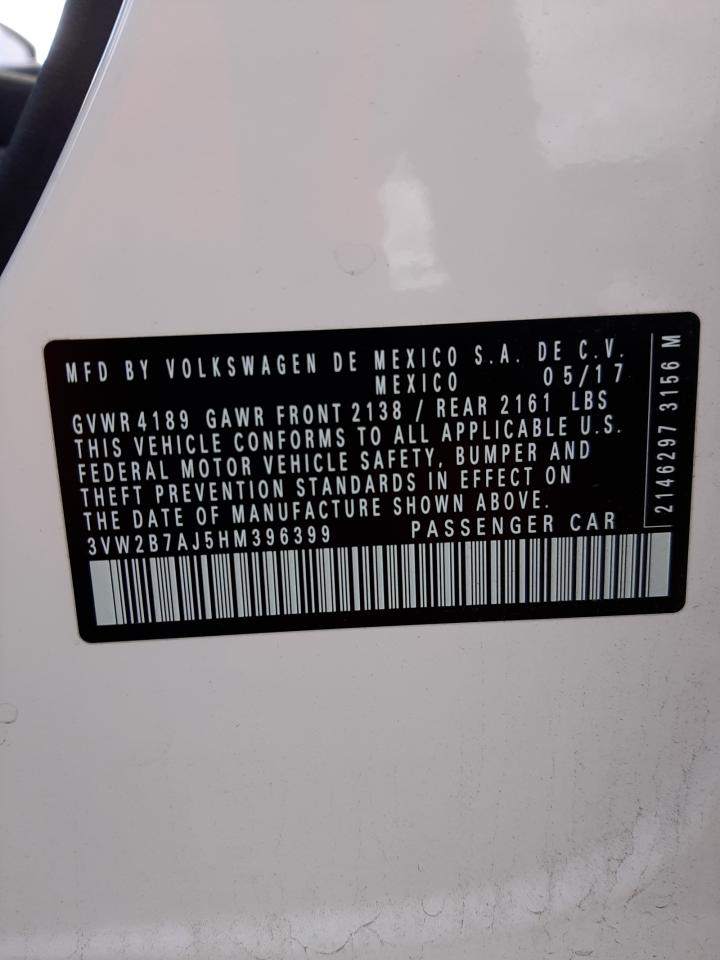 MFD BY VOLKSWAGEN DE MEXICO S.A. DE C.V.
MEXICO 05/17
GVWR 4189 GAWR FRONT 2138 / REAR 2161 LBS
THIS VEHICLE CONFORMS TO ALL APPLICABLE U.S.
FEDERAL MOTOR VEHICLE SAFETY, BUMPER AND
THEFT PREVENTION STANDARDS IN EFFECT ON
THE DATE OF MANUFACTURE SHOWN ABOVE.
3VW2B7AJ5HM396399 PASSENGER CAR
2146297 3156 M